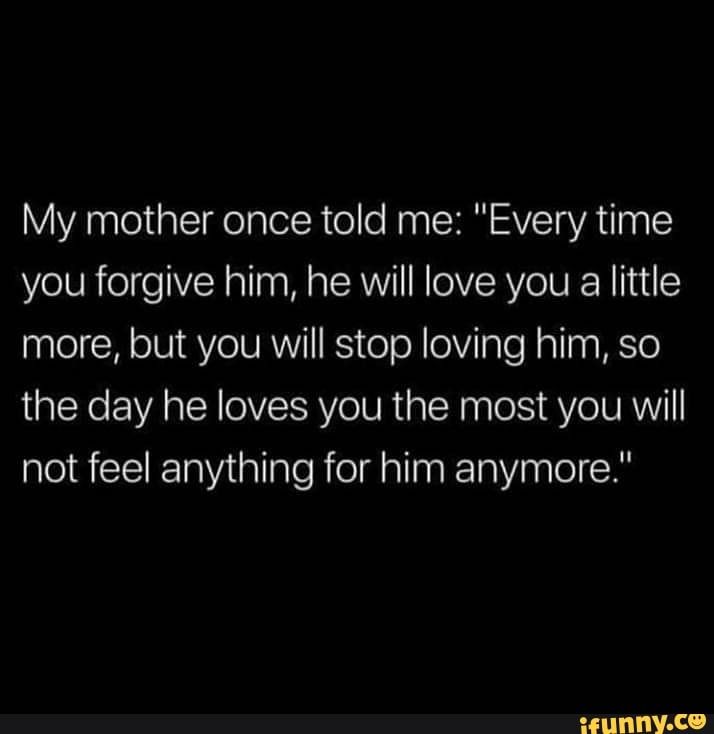 My mother once told me: "Every time
you forgive him, he will love you a little
more, but you will stop loving him, so
the day he loves you the most you will
not feel anything for him anymore."
ifunny.co